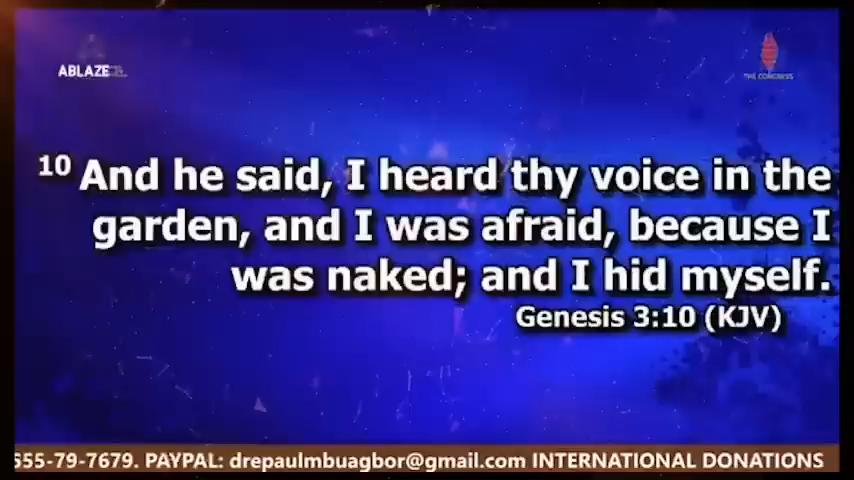 ABLAZE
THE CONGRESS
10 And he said, I heard thy voice in the
garden, and I was afraid, because I
was naked; and I hid myself.
Genesis 3:10 (KJV)
555-79-7679. PAYPAL: drepaulmbuagbor@gmail.com INTERNATIONAL DONATIONS